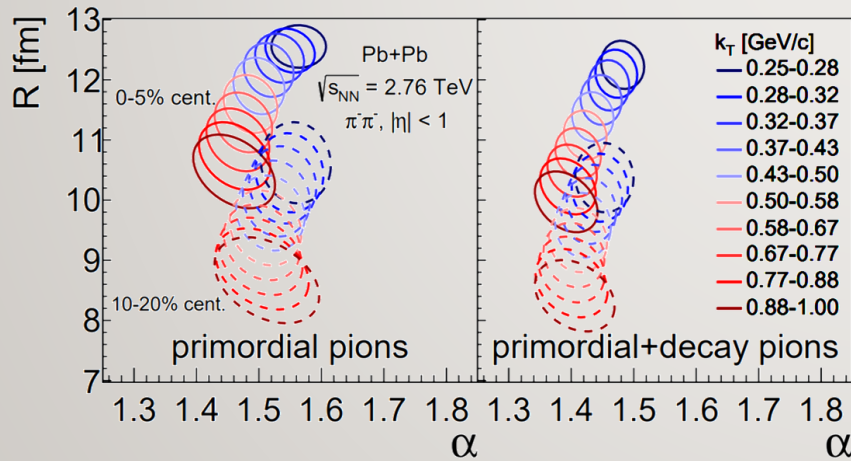 R [fm]
13
12
11
10
9
8
7
Pb+Pb
√s_NN = 2.76 TeV
π⁻π⁻, |η| < 1
0-5% cent.
10-20% cent.
primordial pions
1.3 1.4 1.5 1.6 1.7 1.8
α
k_T [GeV/c]
0.25-0.28
0.28-0.32
0.32-0.37
0.37-0.43
0.43-0.50
0.50-0.58
0.58-0.67
0.67-0.77
0.77-0.88
0.88-1.00
primordial+decay pions
1.3 1.4 1.5 1.6 1.7 1.8
α